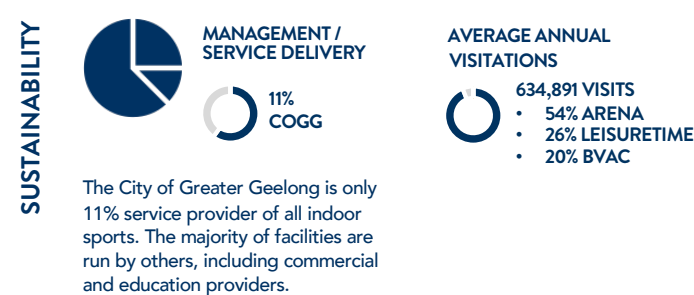 SUSTAINABILITY
MANAGEMENT /
SERVICE DELIVERY
11%
COGG
The City of Greater Geelong is only
11% service provider of all indoor
sports. The majority of facilities are
run by others, including commercial
and education providers.
AVERAGE ANNUAL
VISITATIONS
634,891 VISITS
• 54% ARENA
• 26% LEISURETIME
• 20% BVAC